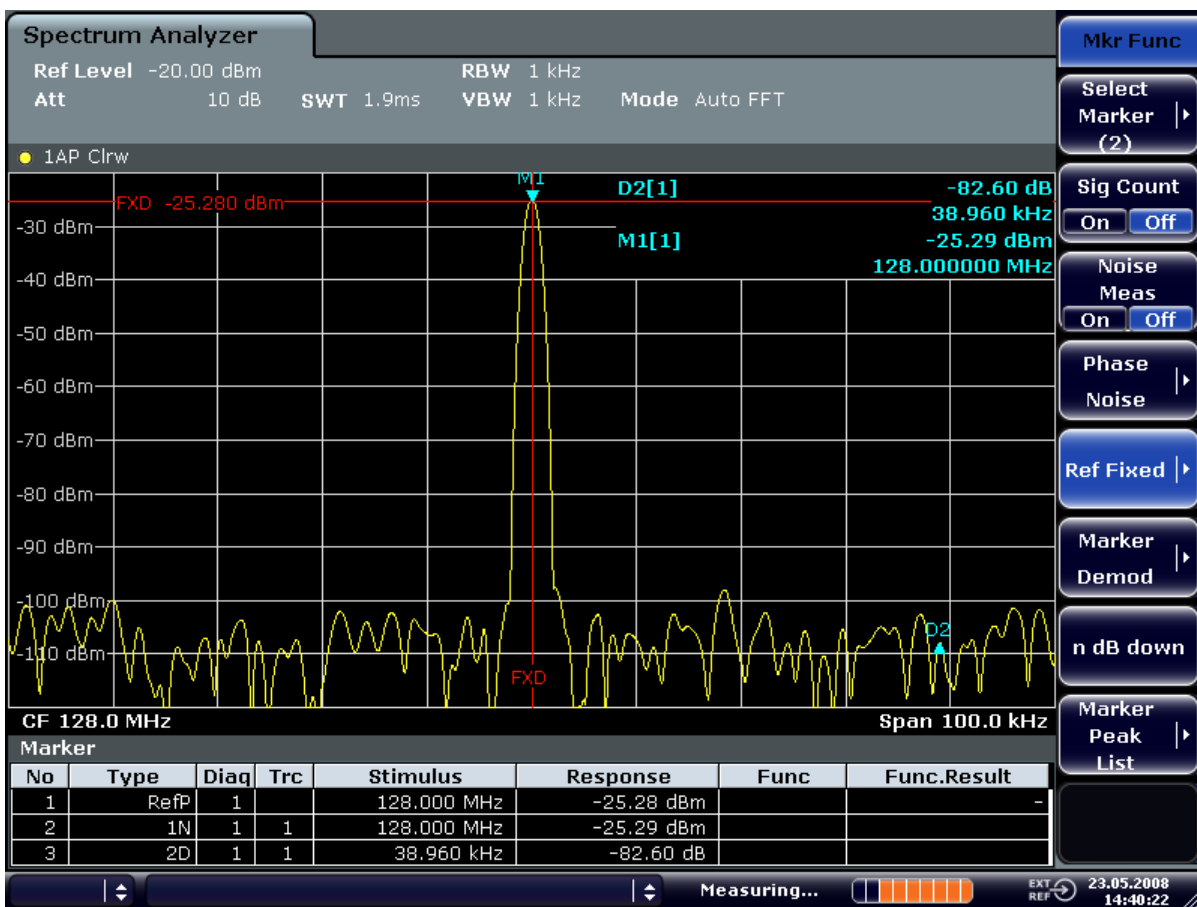 Spectrum Analyzer
Ref Level -20.00 dBm RBW 1 kHz
Att 10 dB SWT 1.9ms VBW 1 kHz Mode Auto FFT
1AP Clrw
M1
D2[1] -82.60 dB
38.960 kHz
M1[1] -25.29 dBm
128.000000 MHz
FXD -25.280 dBm
-30 dBm
-40 dBm
-50 dBm
-60 dBm
-70 dBm
-80 dBm
-90 dBm
-100 dBm
D2
-110 dBm
FXD
CF 128.0 MHz Span 100.0 kHz
Marker
No Type Diaq Trc Stimulus Response Func Func.Result
1 RefP 1 128.000 MHz -25.28 dBm -
2 1N 1 1 128.000 MHz -25.29 dBm
3 2D 1 1 38.960 kHz -82.60 dB
Measuring... EXT REF 23.05.2008
14:40:22
Mkr Func
Select
Marker
(2)
Sig Count
On Off
Noise
Meas
On Off
Phase
Noise
Ref Fixed
Marker
Demod
n dB down
Marker
Peak
List